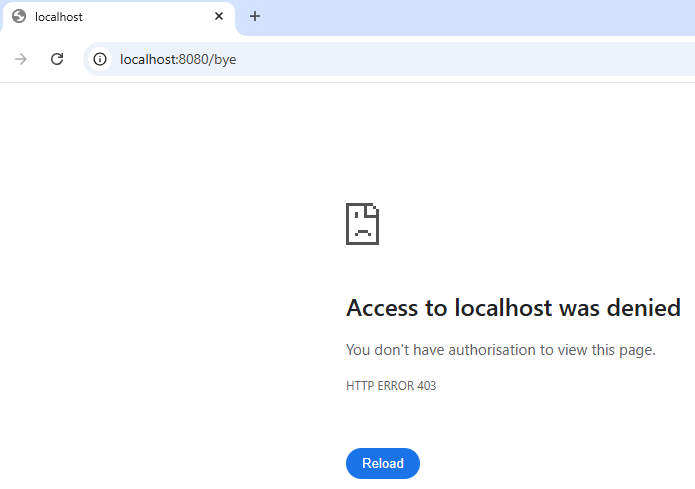 localhost
localhost:8080/bye
Access to localhost was denied
You don't have authorisation to view this page.
HTTP ERROR 403
Reload